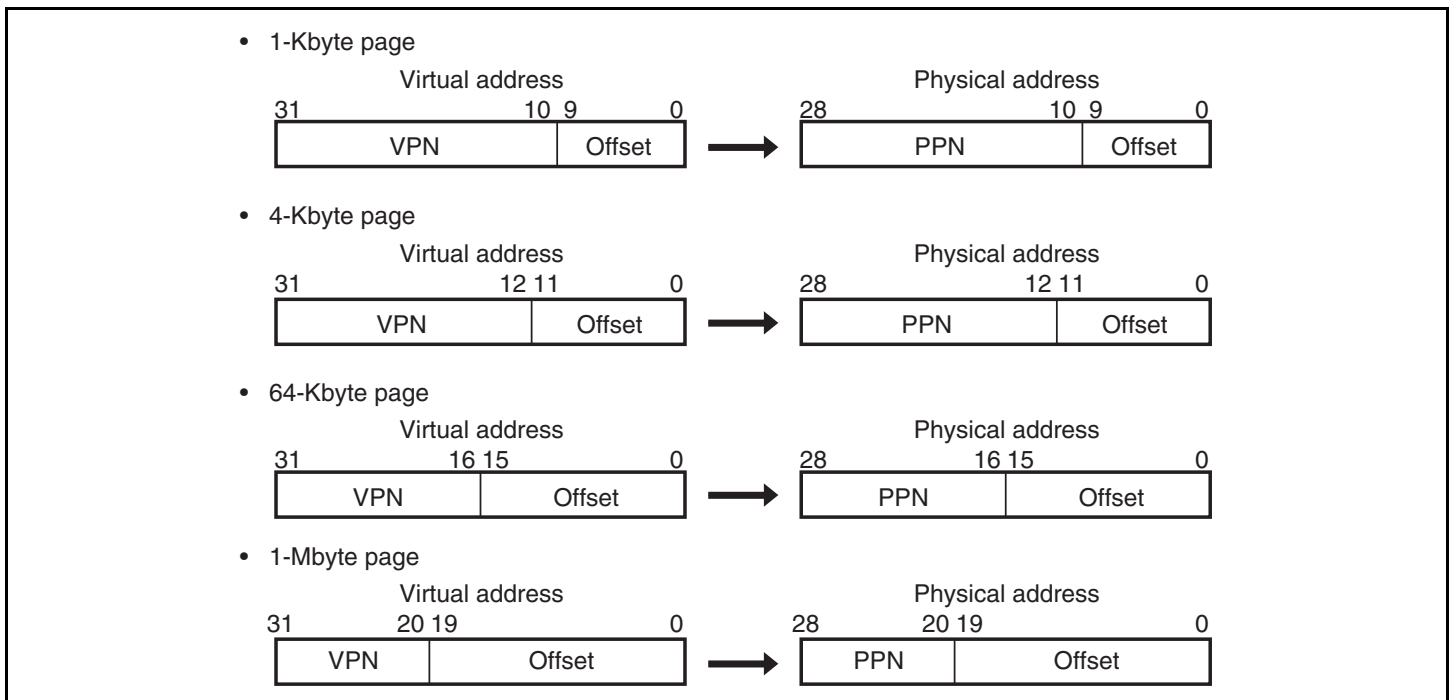 • 1-Kbyte page
Virtual address Physical address
31 10 9 0 28 10 9 0
VPN Offset PPN Offset
• 4-Kbyte page
Virtual address Physical address
31 12 11 0 28 12 11 0
VPN Offset PPN Offset
• 64-Kbyte page
Virtual address Physical address
31 16 15 0 28 16 15 0
VPN Offset PPN Offset
• 1-Mbyte page
Virtual address Physical address
31 20 19 0 28 20 19 0
VPN Offset PPN Offset